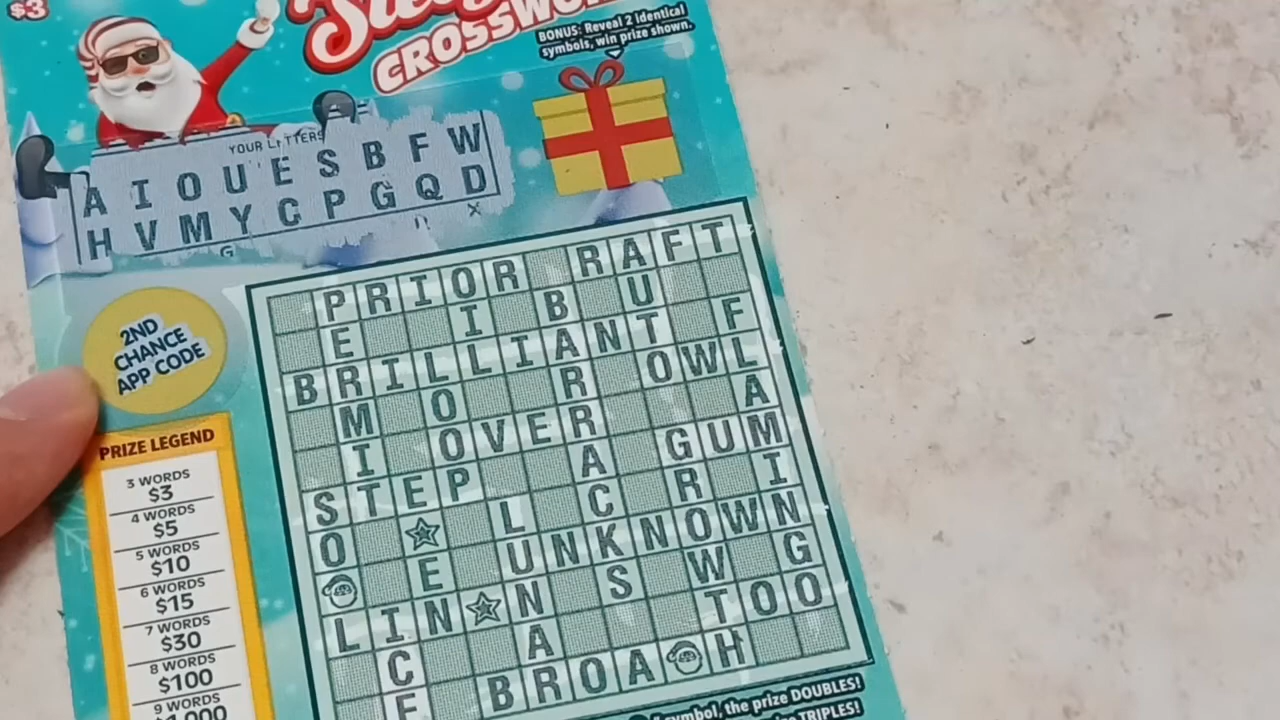 $3
CROSSWO
BONUS: Reveal 2 identical
symbols, win prize shown.
YOUR LETTERS
A I O U E S B F W
H V M Y C P G Q D
2ND
CHANCE
APP CODE
PRIZE LEGEND
3 WORDS
$3
4 WORDS
$5
5 WORDS
$10
6 WORDS
$15
7 WORDS
$30
8 WORDS
$100
9 WORDS
PRIOR RAFT
E I B U
BRILLIANT F
M O R OWL
I OVER A
STEP A GUM
O L C R I
E UNKNOWN
LIN N S W G
C A TOO
E BROA H
symbol, the prize DOUBLES!
TRIPLES!